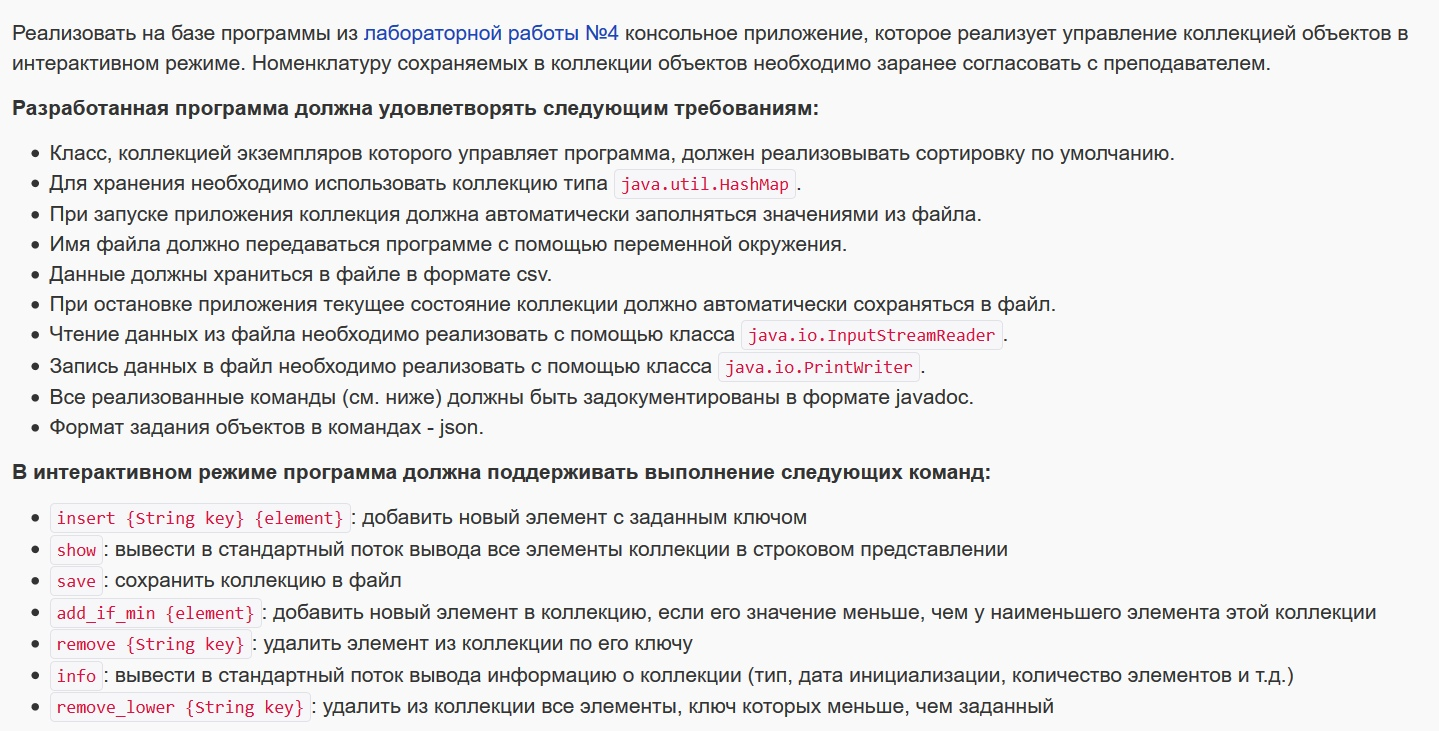 Реализовать на базе программы из лабораторной работы №4 консольное приложение, которое реализует управление коллекцией объектов в
интерактивном режиме. Номенклатуру сохраняемых в коллекции объектов необходимо заранее согласовать с преподавателем.
Разработанная программа должна удовлетворять следующим требованиям:
• Класс, коллекцией экземпляров которого управляет программа, должен реализовывать сортировку по умолчанию.
• Для хранения необходимо использовать коллекцию типа java.util.HashMap.
• При запуске приложения коллекция должна автоматически заполняться значениями из файла.
• Имя файла должно передаваться программе с помощью переменной окружения.
• Данные должны храниться в файле в формате csv.
• При остановке приложения текущее состояние коллекции должно автоматически сохраняться в файл.
• Чтение данных из файла необходимо реализовать с помощью класса java.io.InputStreamReader.
• Запись данных в файл необходимо реализовать с помощью класса java.io.PrintWriter.
• Все реализованные команды (см. ниже) должны быть задокументированы в формате javadoc.
• Формат задания объектов в командах - json.
В интерактивном режиме программа должна поддерживать выполнение следующих команд:
• insert {String key} {element}: добавить новый элемент с заданным ключом
• show: вывести в стандартный поток вывода все элементы коллекции в строковом представлении
• save: сохранить коллекцию в файл
• add_if_min {element}: добавить новый элемент в коллекцию, если его значение меньше, чем у наименьшего элемента этой коллекции
• remove {String key}: удалить элемент из коллекции по его ключу
• info: вывести в стандартный поток вывода информацию о коллекции (тип, дата инициализации, количество элементов и т.д.)
• remove_lower {String key}: удалить из коллекции все элементы, ключ которых меньше, чем заданный